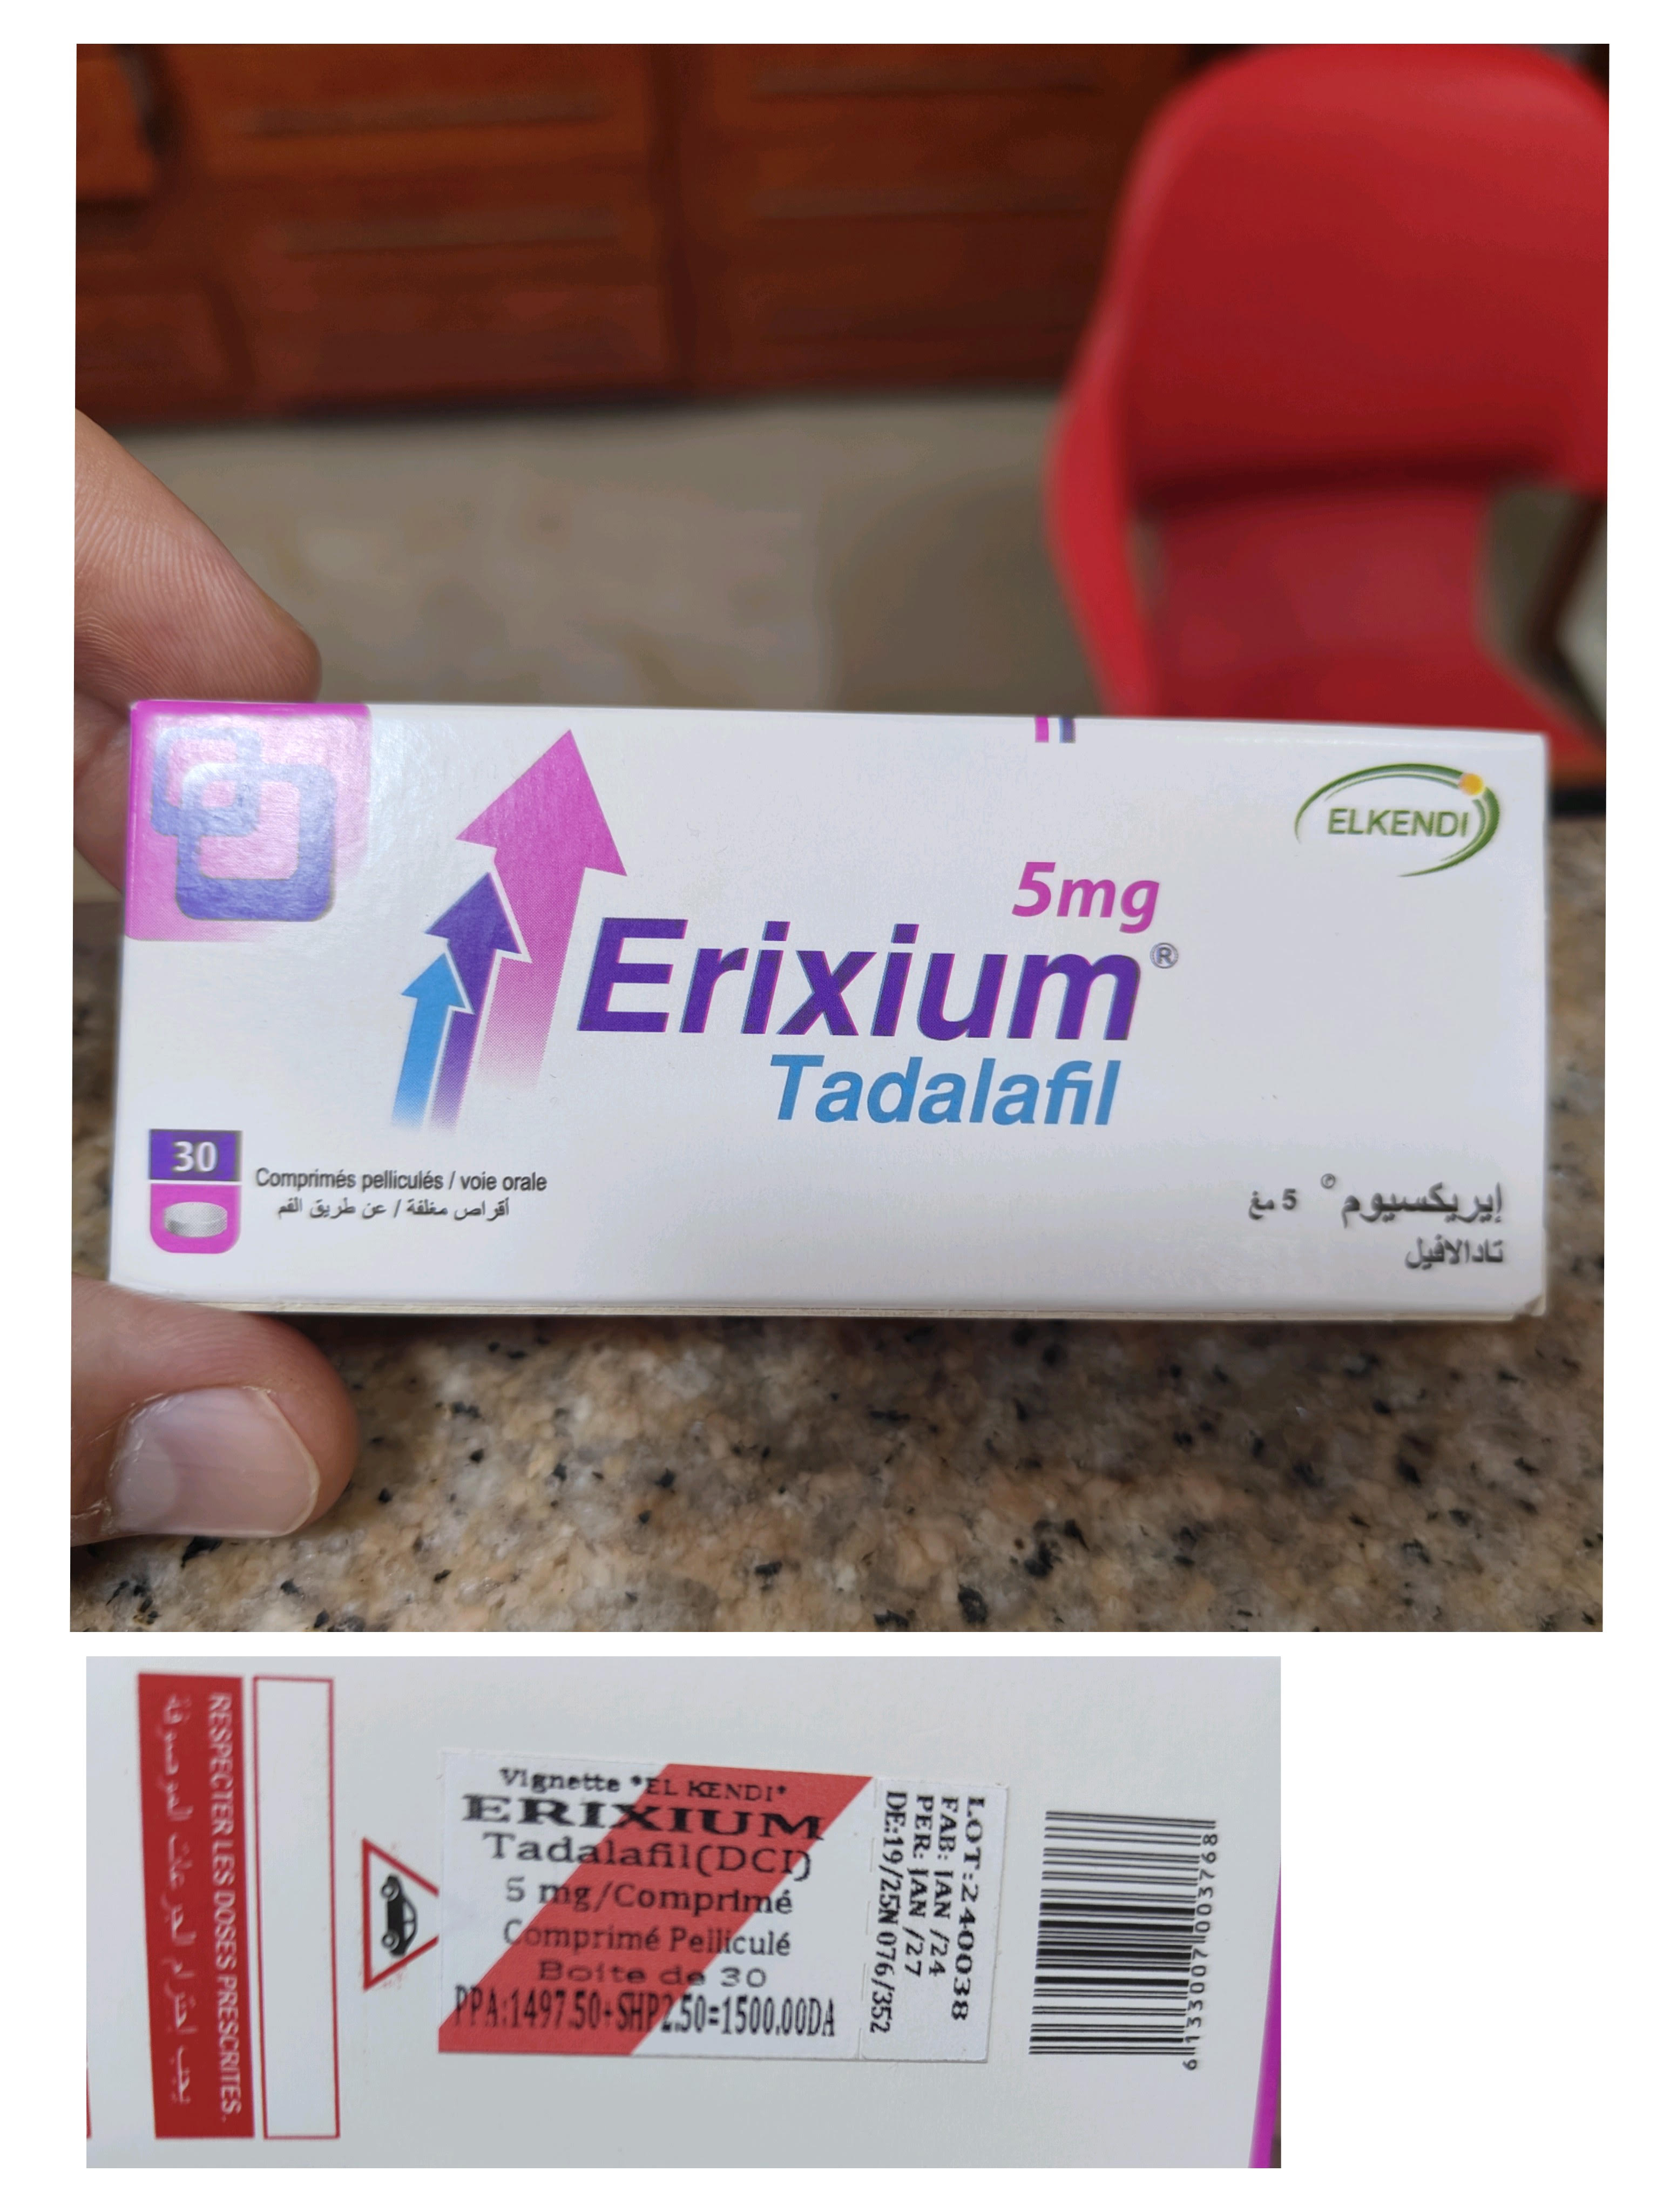 ELKENDI
5mg
Erixium®
Tadalafil
30
Comprimés pelliculés / voie orale
أقراص مغلفة / عن طريق الفم
إيريكسيوم® 5 مغ
تادالافيل
RESPECTER LES DOSES PRESCRITES.
يجب إحترام الجرعات الموصوفة
Vignette *EL KENDI*
ERIXIUM
Tadalafil(DCI)
5 mg/Comprimé
Comprimé Pelliculé
Boite de 30
PPA:1497.50+SHP2.50=1500.00DA
LOT:240038
FAB: JAN /24
PER: JAN /27
DE:19/25N076/352
6133007003768